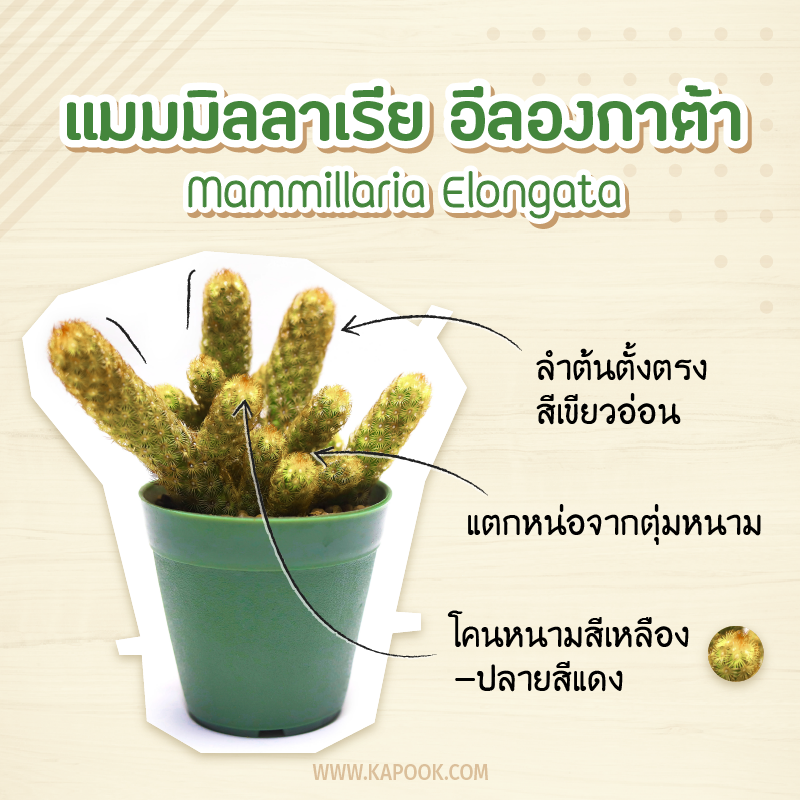 แมมมิลลาเรีย อีลองกาต้า
Mammillaria Elongata
ลำต้นตั้งตรง
สีเขียวอ่อน
แตกหน่อจากตุ่มหนาม
โคนหนามสีเหลือง
–ปลายสีแดง
WWW.KAPOOK.COM